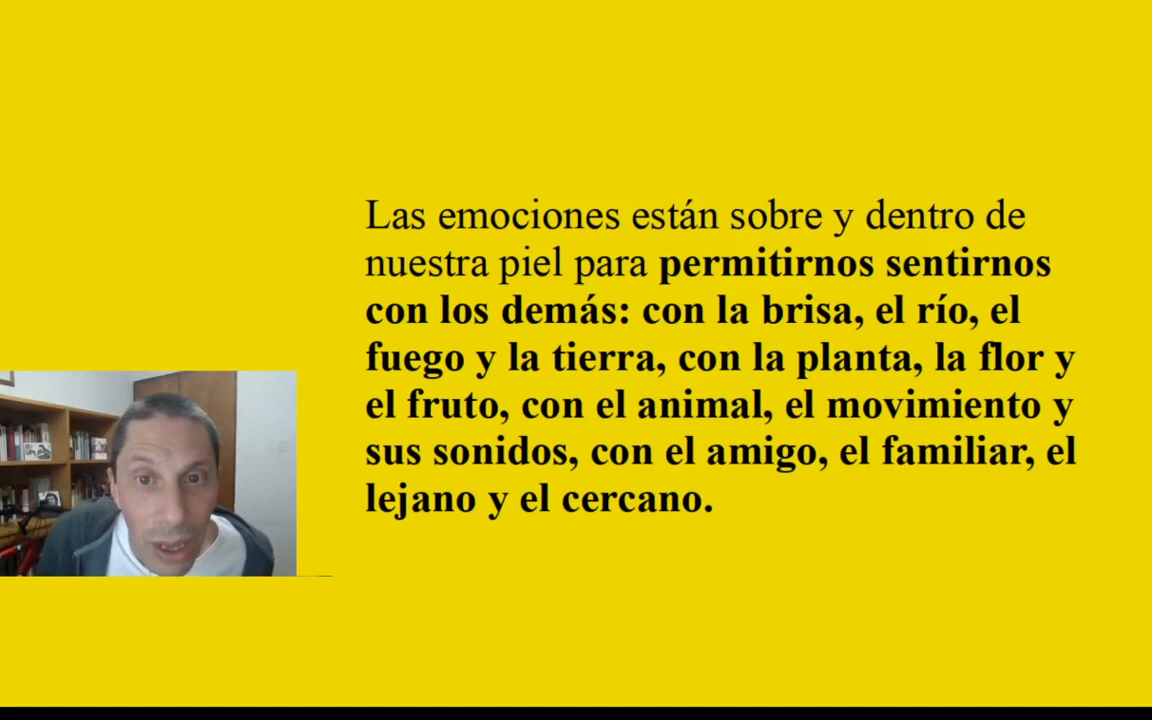 Las emociones están sobre y dentro de
nuestra piel para permitirnos sentirnos
con los demás: con la brisa, el río, el
fuego y la tierra, con la planta, la flor y
el fruto, con el animal, el movimiento y
sus sonidos, con el amigo, el familiar, el
lejano y el cercano.